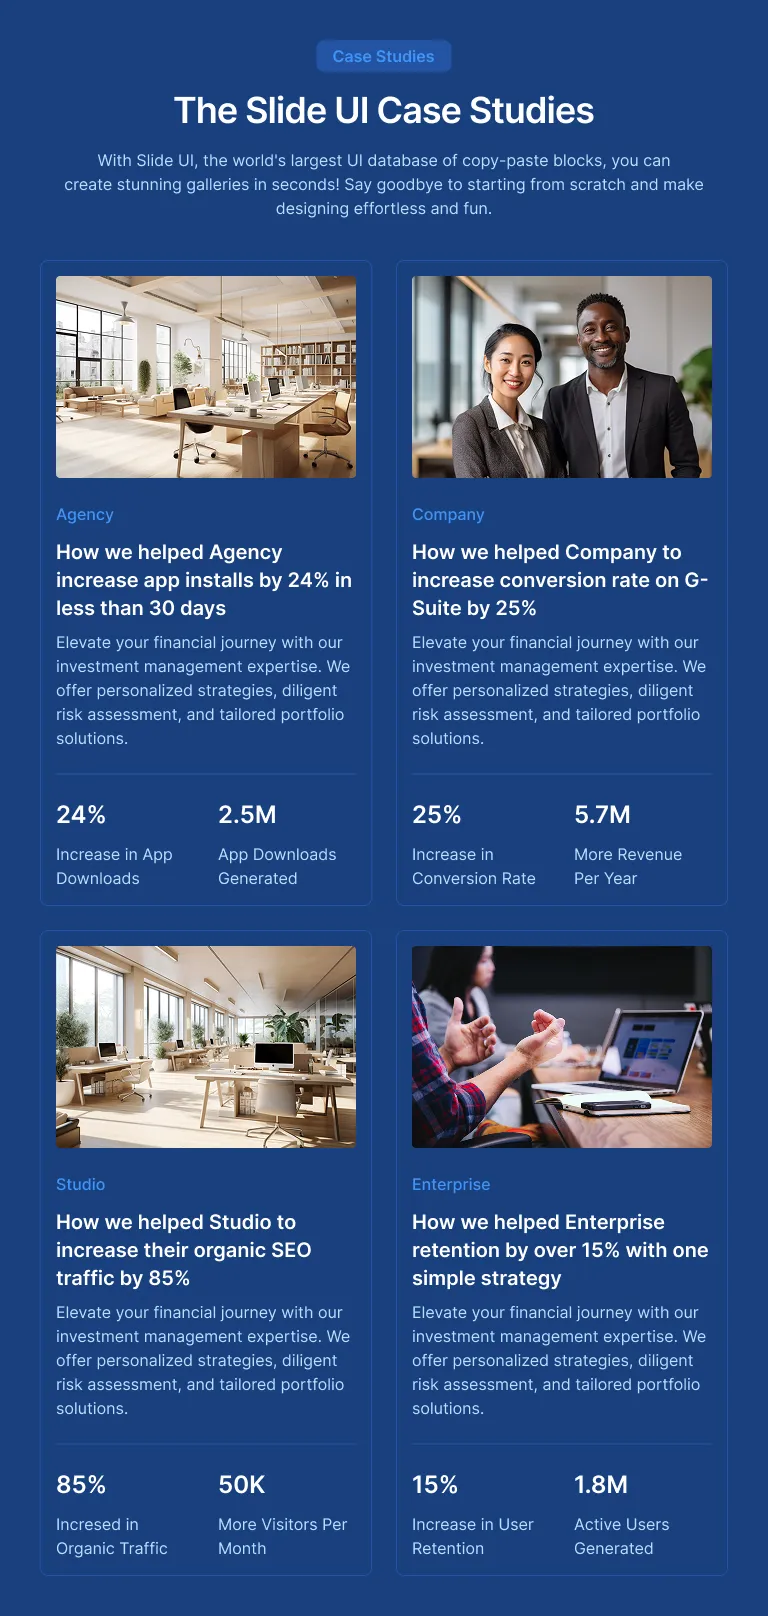 Case Studies
The Slide UI Case Studies
With Slide UI, the world's largest UI database of copy-paste blocks, you can
create stunning galleries in seconds! Say goodbye to starting from scratch and make
designing effortless and fun.
Agency
How we helped Agency
increase app installs by 24% in
less than 30 days
Elevate your financial journey with our
investment management expertise. We
offer personalized strategies, diligent
risk assessment, and tailored portfolio
solutions.
24%
Increase in App
Downloads
2.5M
App Downloads
Generated
Company
How we helped Company to
increase conversion rate on G-
Suite by 25%
Elevate your financial journey with our
investment management expertise. We
offer personalized strategies, diligent
risk assessment, and tailored portfolio
solutions.
25%
Increase in
Conversion Rate
5.7M
More Revenue
Per Year
Studio
How we helped Studio to
increase their organic SEO
traffic by 85%
Elevate your financial journey with our
investment management expertise. We
offer personalized strategies, diligent
risk assessment, and tailored portfolio
solutions.
85%
Incresed in
Organic Traffic
50K
More Visitors Per
Month
Enterprise
How we helped Enterprise
retention by over 15% with one
simple strategy
Elevate your financial journey with our
investment management expertise. We
offer personalized strategies, diligent
risk assessment, and tailored portfolio
solutions.
15%
Increase in User
Retention
1.8M
Active Users
Generated